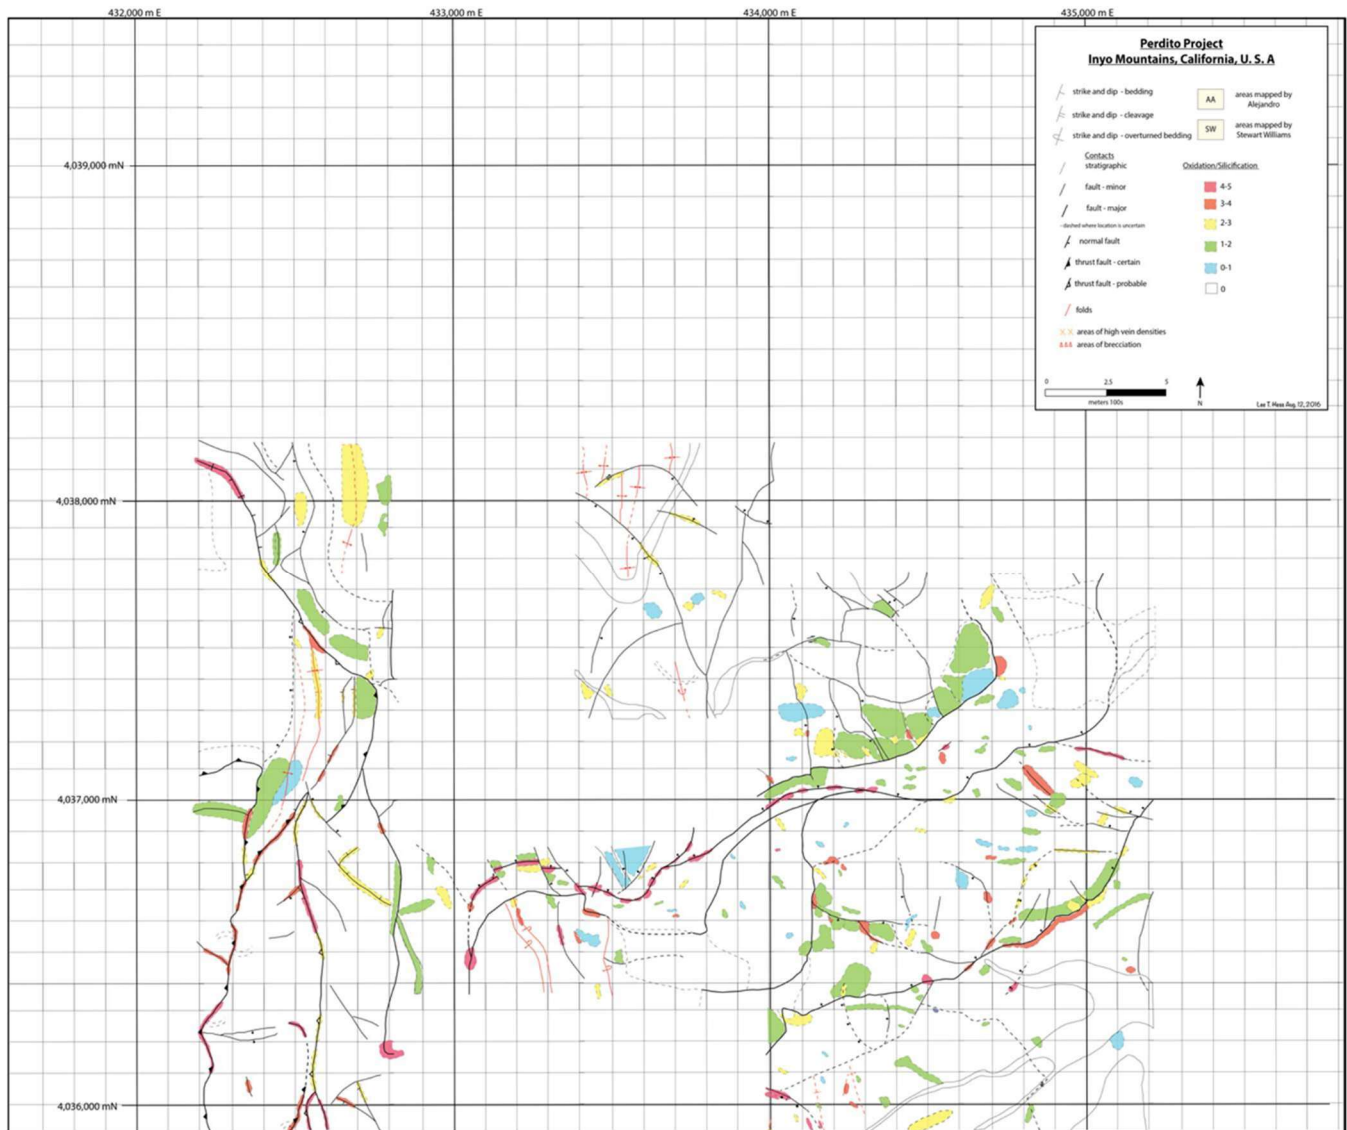 432,000 m E
433,000 m E
434,000 m E
435,000 m E
Perdito Project
Inyo Mountains, California, U. S. A
strike and dip - bedding
strike and dip - cleavage
strike and dip - overturned bedding
AA
areas mapped by
Alejandro
SW
areas mapped by
Stewart Williams
Contacts
stratigraphic
fault - minor
fault - major
- dashed where location is uncertain
normal fault
thrust fault - certain
thrust fault - probable
folds
areas of high vein densities
areas of brecciation
Oxidation/Silicification
4-5
3-4
2-3
1-2
0-1
0
0 2.5 5
meters 100s
N
Lee T. Hess Aug. 12, 2016
4,039,000 mN
4,038,000 mN
4,037,000 mN
4,036,000 mN